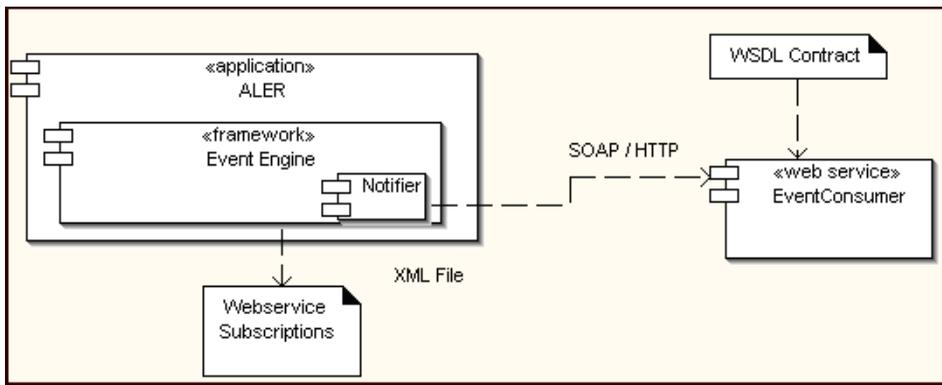 «application»
ALER
«framework»
Event Engine
Notifier
SOAP / HTTP
WSDL Contract
«web service»
EventConsumer
XML File
Webservice
Subscriptions